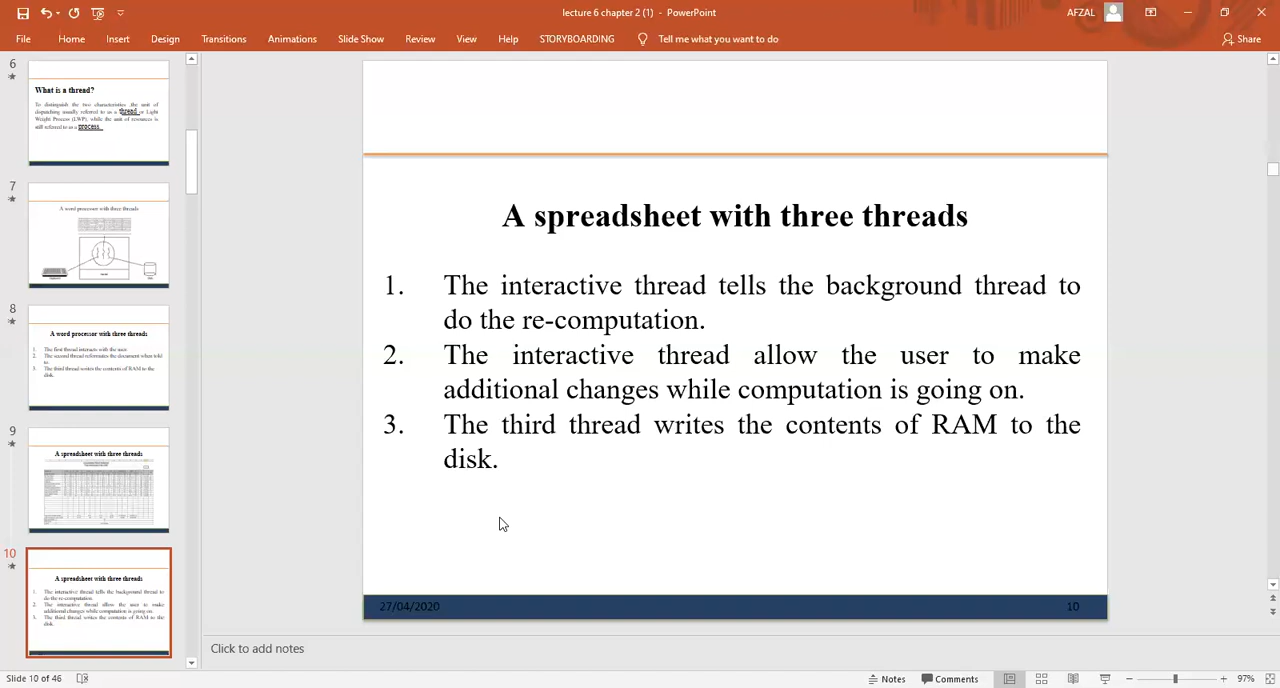 lecture 6 chapter 2 (1) - PowerPoint
AFZAL
File Home Insert Design Transitions Animations Slide Show Review View Help STORYBOARDING Tell me what you want to do
Share
6
What is a thread?
To distinguish the two characteristics ,the unit of
dispatching usually referred to as a thread or Light
Weight Process (LWP), while the unit of resources is
still referred to as a process.
7
A word processor with three threads
8
A word processor with three threads
1. The first thread interacts with the user.
2. The second thread reformates the document when told
to.
3. The third thread writes the contents of RAM to the
disk.
9
A spreadsheet with three threads
10
A spreadsheet with three threads
1. The interactive thread tells the background thread to
do the re-computation.
2. The interactive thread allow the user to make
additional changes while computation is going on.
3. The third thread writes the contents of RAM to the
disk.
A spreadsheet with three threads
1. The interactive thread tells the background thread to
do the re-computation.
2. The interactive thread allow the user to make
additional changes while computation is going on.
3. The third thread writes the contents of RAM to the
disk.
27/04/2020 10
Click to add notes
Slide 10 of 46
Notes Comments 97%